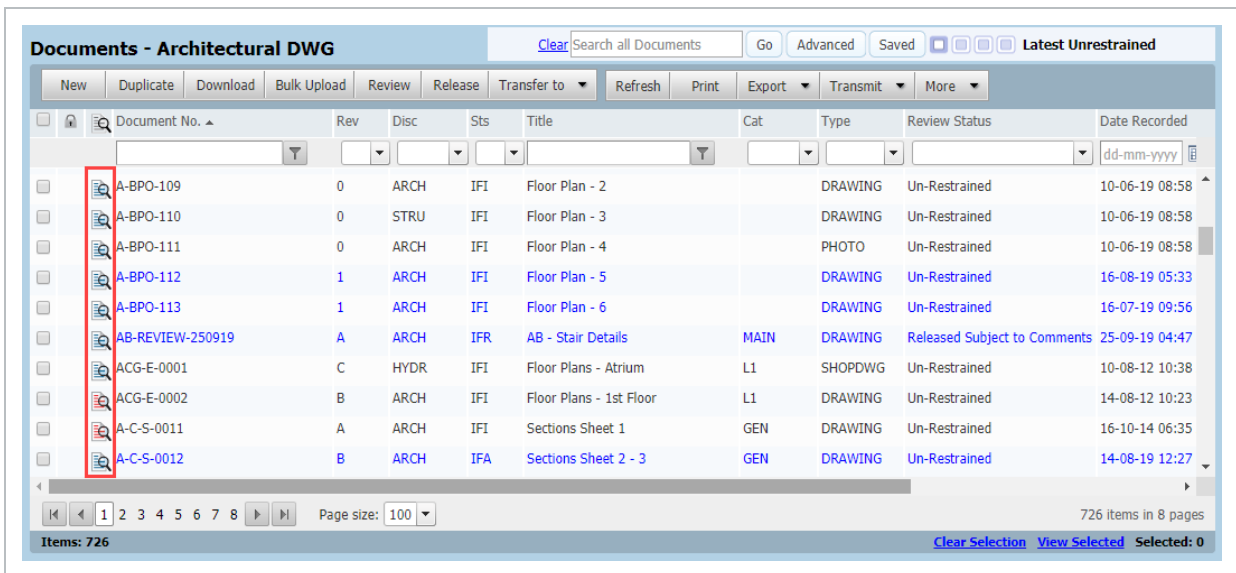 Documents - Architectural DWG Clear Search all Documents Go Advanced Saved Latest Unrestrained
New Duplicate Download Bulk Upload Review Release Transfer to Refresh Print Export Transmit More
Document No. Rev Disc Sts Title Cat Type Review Status Date Recorded
dd-mm-yyyy
A-BPO-109 0 ARCH IFI Floor Plan - 2 DRAWING Un-Restrained 10-06-19 08:58
A-BPO-110 0 STRU IFI Floor Plan - 3 DRAWING Un-Restrained 10-06-19 08:58
A-BPO-111 0 ARCH IFI Floor Plan - 4 PHOTO Un-Restrained 10-06-19 08:58
A-BPO-112 1 ARCH IFI Floor Plan - 5 DRAWING Un-Restrained 16-08-19 05:33
A-BPO-113 1 ARCH IFI Floor Plan - 6 DRAWING Un-Restrained 16-07-19 09:56
AB-REVIEW-250919 A ARCH IFR AB - Stair Details MAIN DRAWING Released Subject to Comments 25-09-19 04:47
ACG-E-0001 C HYDR IFI Floor Plans - Atrium L1 SHOPDWG Un-Restrained 10-08-12 10:38
ACG-E-0002 B ARCH IFI Floor Plans - 1st Floor L1 DRAWING Un-Restrained 14-08-12 10:23
A-C-S-0011 A ARCH IFI Sections Sheet 1 GEN DRAWING Un-Restrained 16-10-14 06:35
A-C-S-0012 B ARCH IFA Sections Sheet 2 - 3 GEN DRAWING Un-Restrained 14-08-19 12:27
1 2 3 4 5 6 7 8 Page size: 100 726 items in 8 pages
Items: 726 Clear Selection View Selected Selected: 0